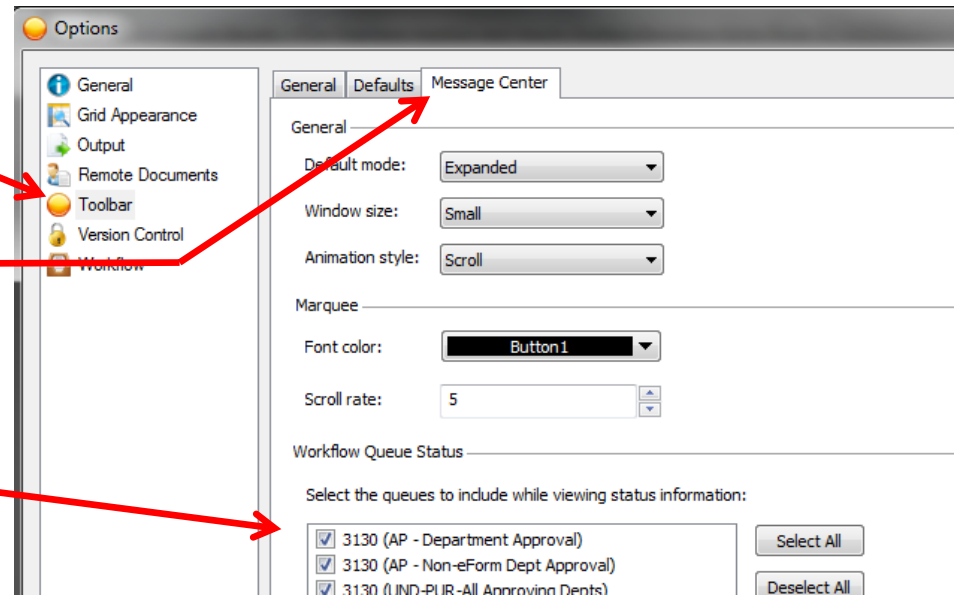 Options
General
Grid Appearance
Output
Remote Documents
Toolbar
Version Control
Workflow
General Defaults Message Center
General
Default mode: Expanded
Window size: Small
Animation style: Scroll
Marquee
Font color: Button1
Scroll rate: 5
Workflow Queue Status
Select the queues to include while viewing status information:
3130 (AP - Department Approval)
3130 (AP - Non-eForm Dept Approval)
3130 (UND-PUR-All Approving Depts)
Select All
Deselect All